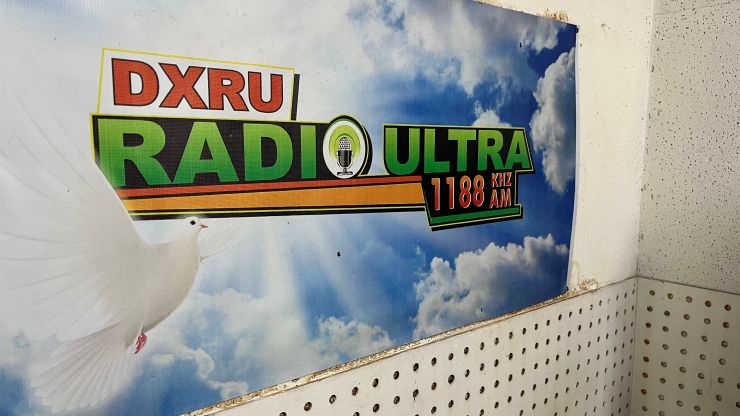 DXRU
RADIO ULTRA
1188 KHZ
AM